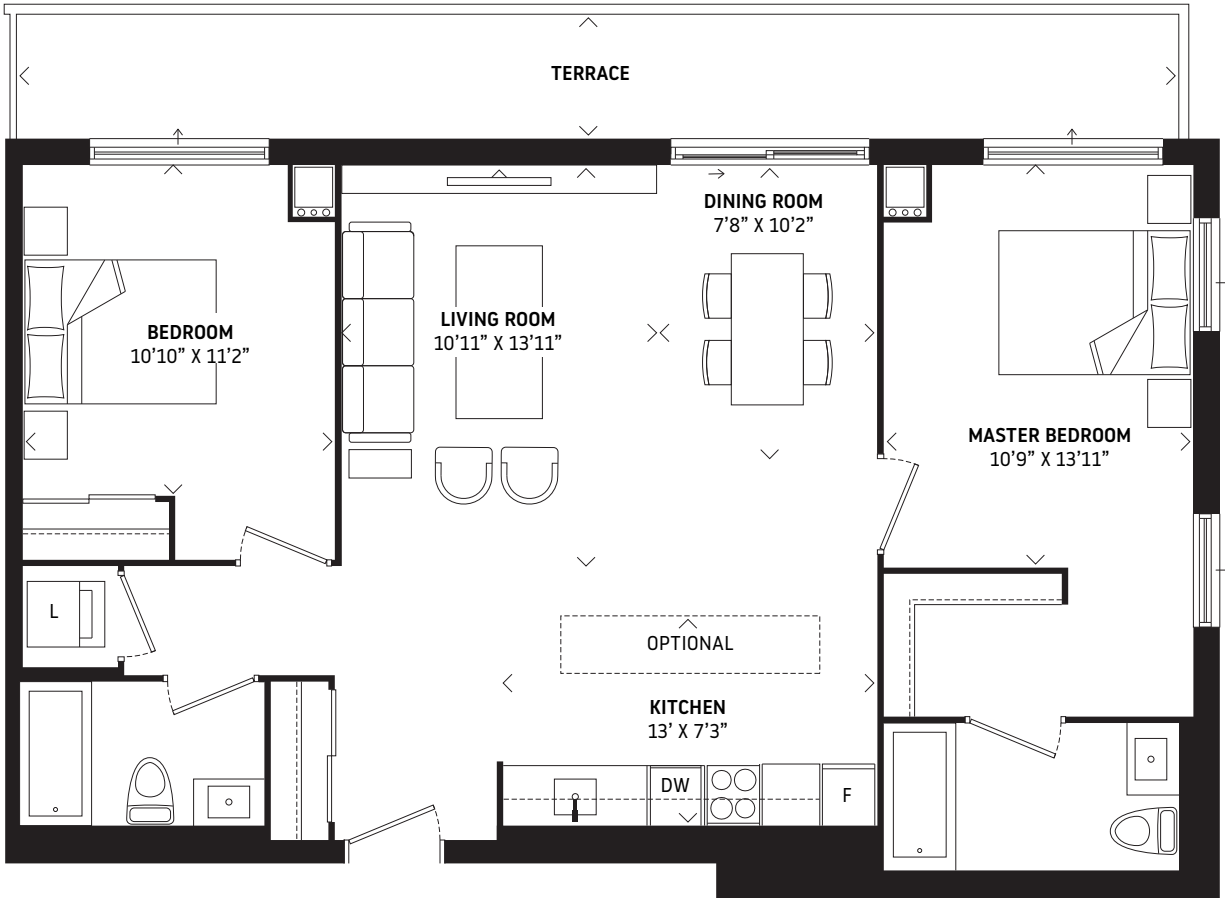 TERRACE
DINING ROOM
7’8” X 10’2”
LIVING ROOM
10’11” X 13’11”
BEDROOM
10’10” X 11’2”
MASTER BEDROOM
10’9” X 13’11”
L
OPTIONAL
KITCHEN
13’ X 7’3”
DW
F